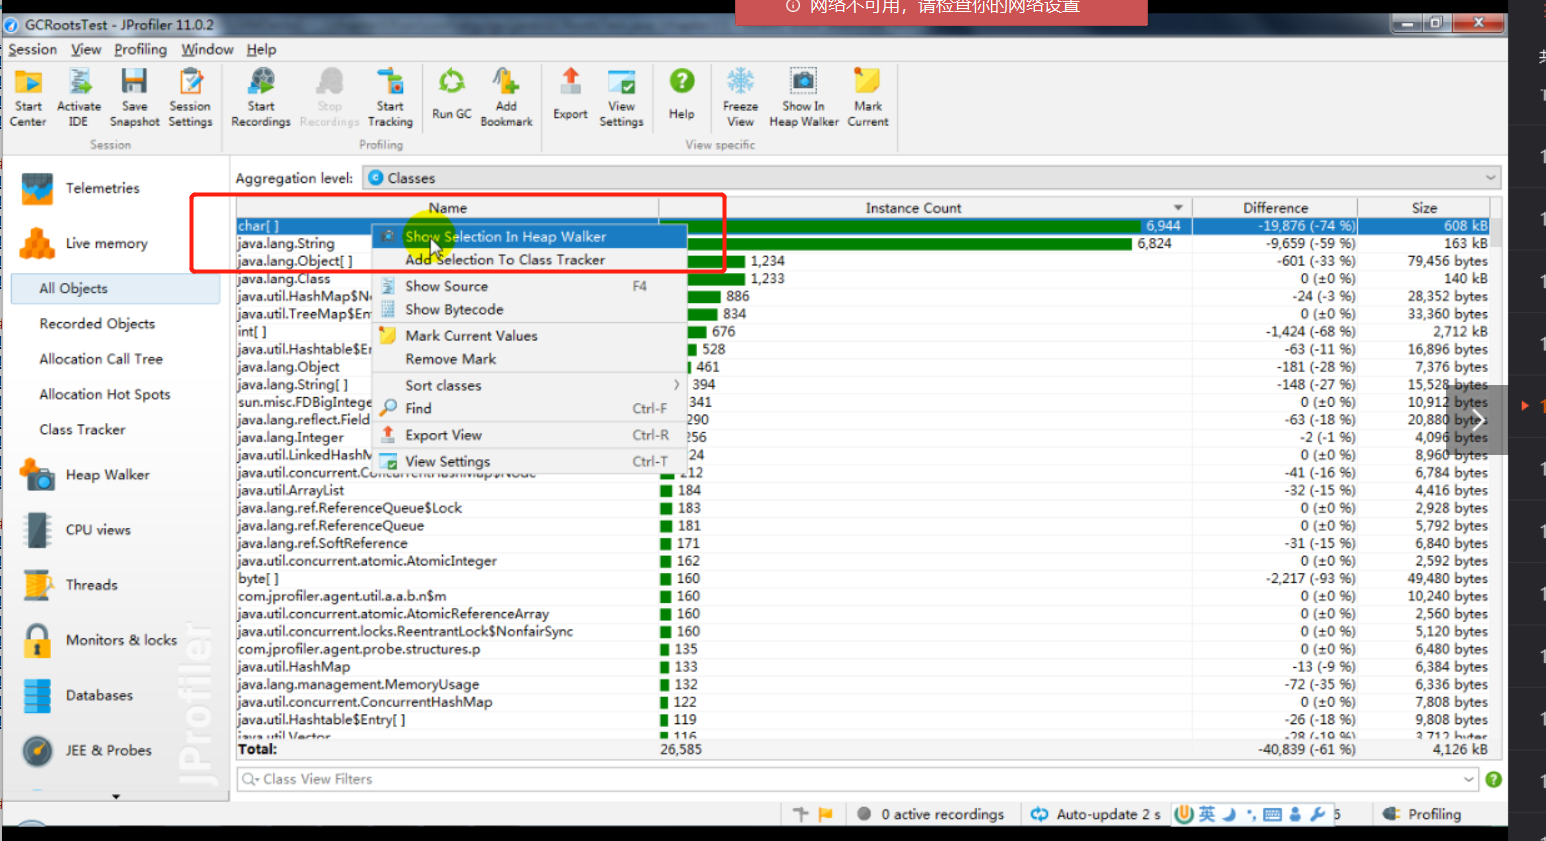 网络不可用，请检查你的网络设置
GCRootsTest - JProfiler 11.0.2
Session View Profiling Window Help
Start Center
Activate IDE
Save Snapshot
Session Settings
Start Recordings
Stop Recordings
Start Tracking
Run GC
Add Bookmark
Export
View Settings
Help
Freeze View
Show In Heap Walker
Mark Current
Session Profiling View specific
Telemetries
Live memory
All Objects
Recorded Objects
Allocation Call Tree
Allocation Hot Spots
Class Tracker
Heap Walker
CPU views
Threads
Monitors & locks
Databases
JEE & Probes
JProfiler
Aggregation level: Classes
Name Instance Count Difference Size
char[ ] 6,944 -19,876 (-74 %) 608 kB
java.lang.String 6,824 -9,659 (-59 %) 163 kB
java.lang.Object[ ] 1,234 -601 (-33 %) 79,456 bytes
java.lang.Class 1,233 0 (±0 %) 140 kB
java.util.HashMap$N 886 -24 (-3 %) 28,352 bytes
java.util.TreeMap$En 834 0 (±0 %) 33,360 bytes
int[ ] 676 -1,424 (-68 %) 2,712 kB
java.util.Hashtable$E 528 -63 (-11 %) 16,896 bytes
java.lang.Object 461 -181 (-28 %) 7,376 bytes
java.lang.String[ ] 394 -148 (-27 %) 15,528 bytes
sun.misc.FDBigIntege 341 0 (±0 %) 10,912 bytes
java.lang.reflect.Field 290 -63 (-18 %) 20,880 bytes
java.lang.Integer 256 -2 (-1 %) 4,096 bytes
java.util.LinkedHashM 24 0 (±0 %) 8,960 bytes
java.util.concurrent.ConcurrentHashMap$Node 212 -41 (-16 %) 6,784 bytes
java.util.ArrayList 184 -32 (-15 %) 4,416 bytes
java.lang.ref.ReferenceQueue$Lock 183 0 (±0 %) 2,928 bytes
java.lang.ref.ReferenceQueue 181 0 (±0 %) 5,792 bytes
java.lang.ref.SoftReference 171 -31 (-15 %) 6,840 bytes
java.util.concurrent.atomic.AtomicInteger 162 0 (±0 %) 2,592 bytes
byte[ ] 160 -2,217 (-93 %) 49,480 bytes
com.jprofiler.agent.util.a.a.b.n$m 160 0 (±0 %) 10,240 bytes
java.util.concurrent.atomic.AtomicReferenceArray 160 0 (±0 %) 2,560 bytes
java.util.concurrent.locks.ReentrantLock$NonfairSync 160 0 (±0 %) 5,120 bytes
com.jprofiler.agent.probe.structures.p 135 0 (±0 %) 6,480 bytes
java.util.HashMap 133 -13 (-9 %) 6,384 bytes
java.lang.management.MemoryUsage 132 -72 (-35 %) 6,336 bytes
java.util.concurrent.ConcurrentHashMap 122 0 (±0 %) 7,808 bytes
java.util.Hashtable$Entry[ ] 119 -26 (-18 %) 9,808 bytes
java.util.Vector 116 -28 (-19 %) 3,712 bytes
Total: 26,585 -40,839 (-61 %) 4,126 kB
Show Selection In Heap Walker
Add Selection To Class Tracker
Show Source F4
Show Bytecode
Mark Current Values
Remove Mark
Sort classes
Find Ctrl-F
Export View Ctrl-R
View Settings Ctrl-T
Class View Filters
0 active recordings Auto-update 2 s 英 Profiling